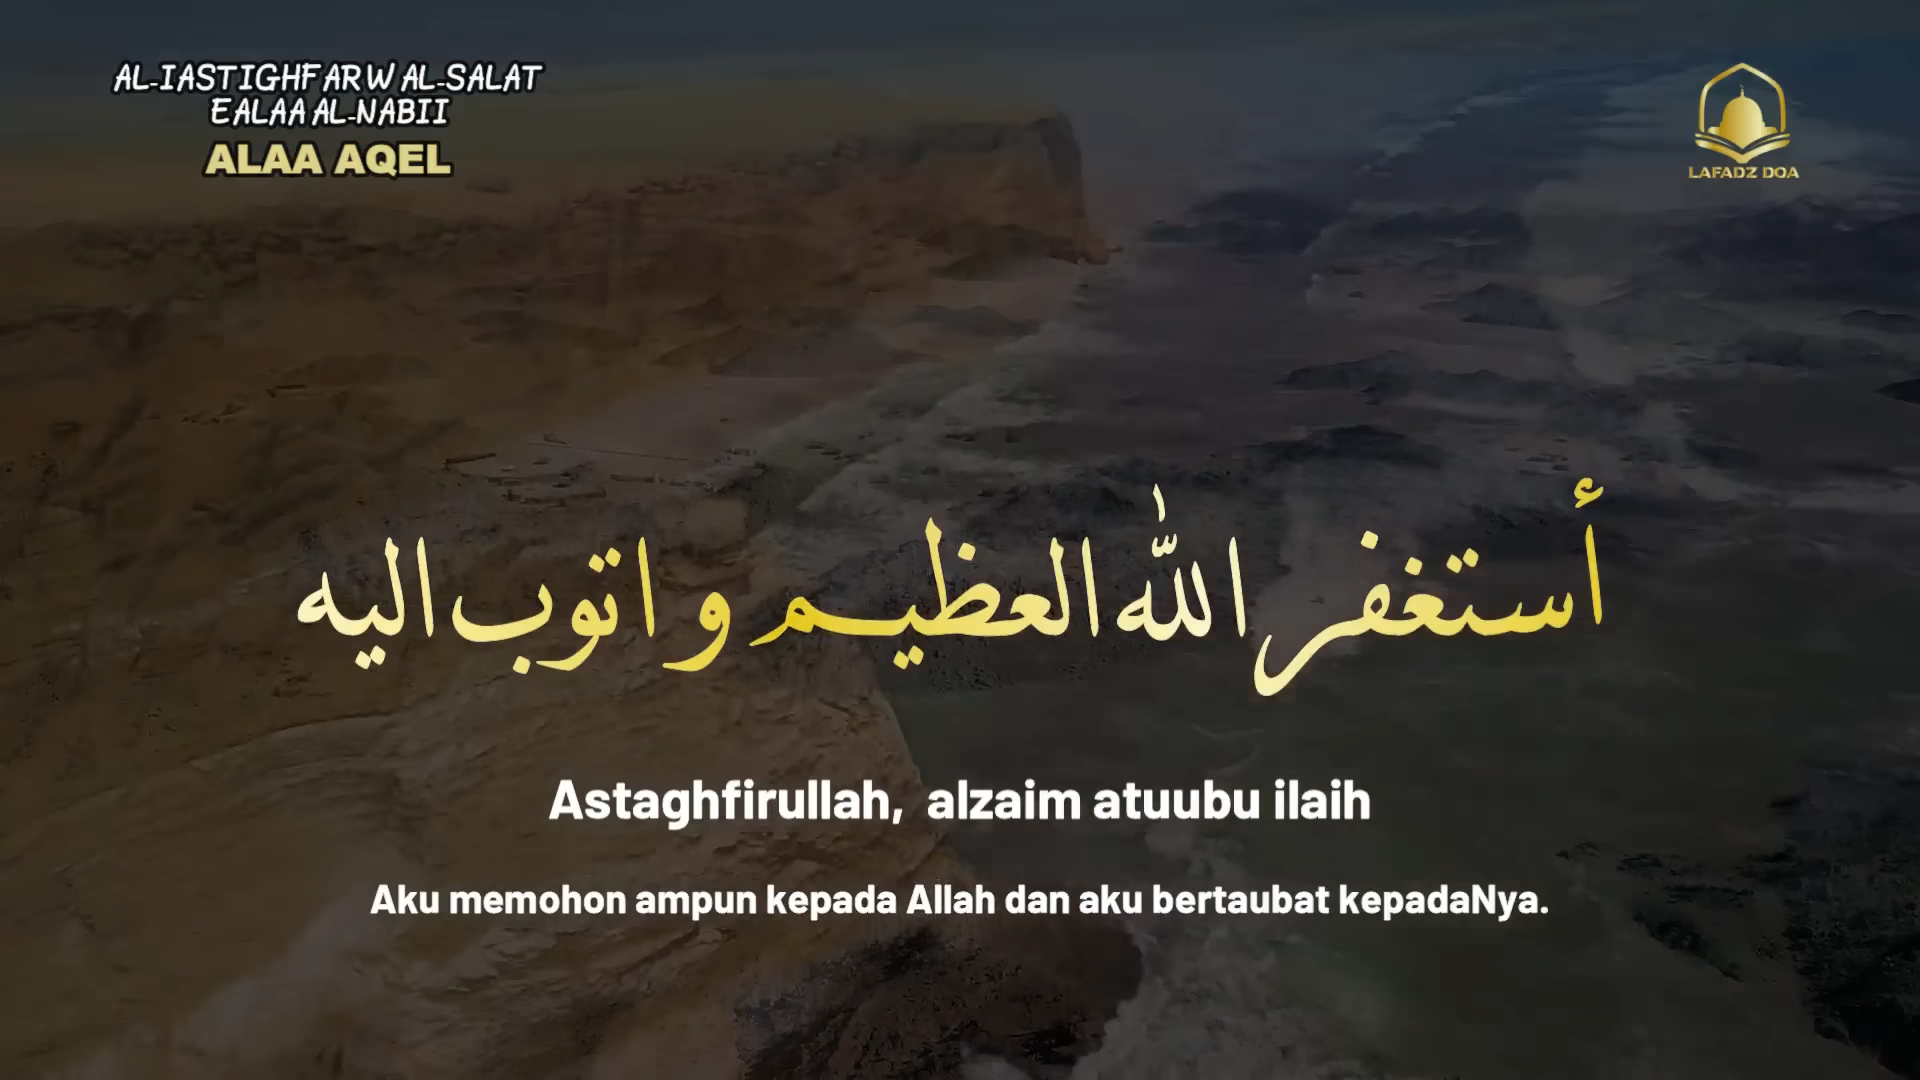 AL-IASTIGHFAR W AL-SALAT
EALAA AL-NABII
ALAA AQEL
LAFADZ DOA
أستغفر الله العظيم و اتوب اليه
Astaghfirullah, alzaim atuubu ilaih
Aku memohon ampun kepada Allah dan aku bertaubat kepadaNya.